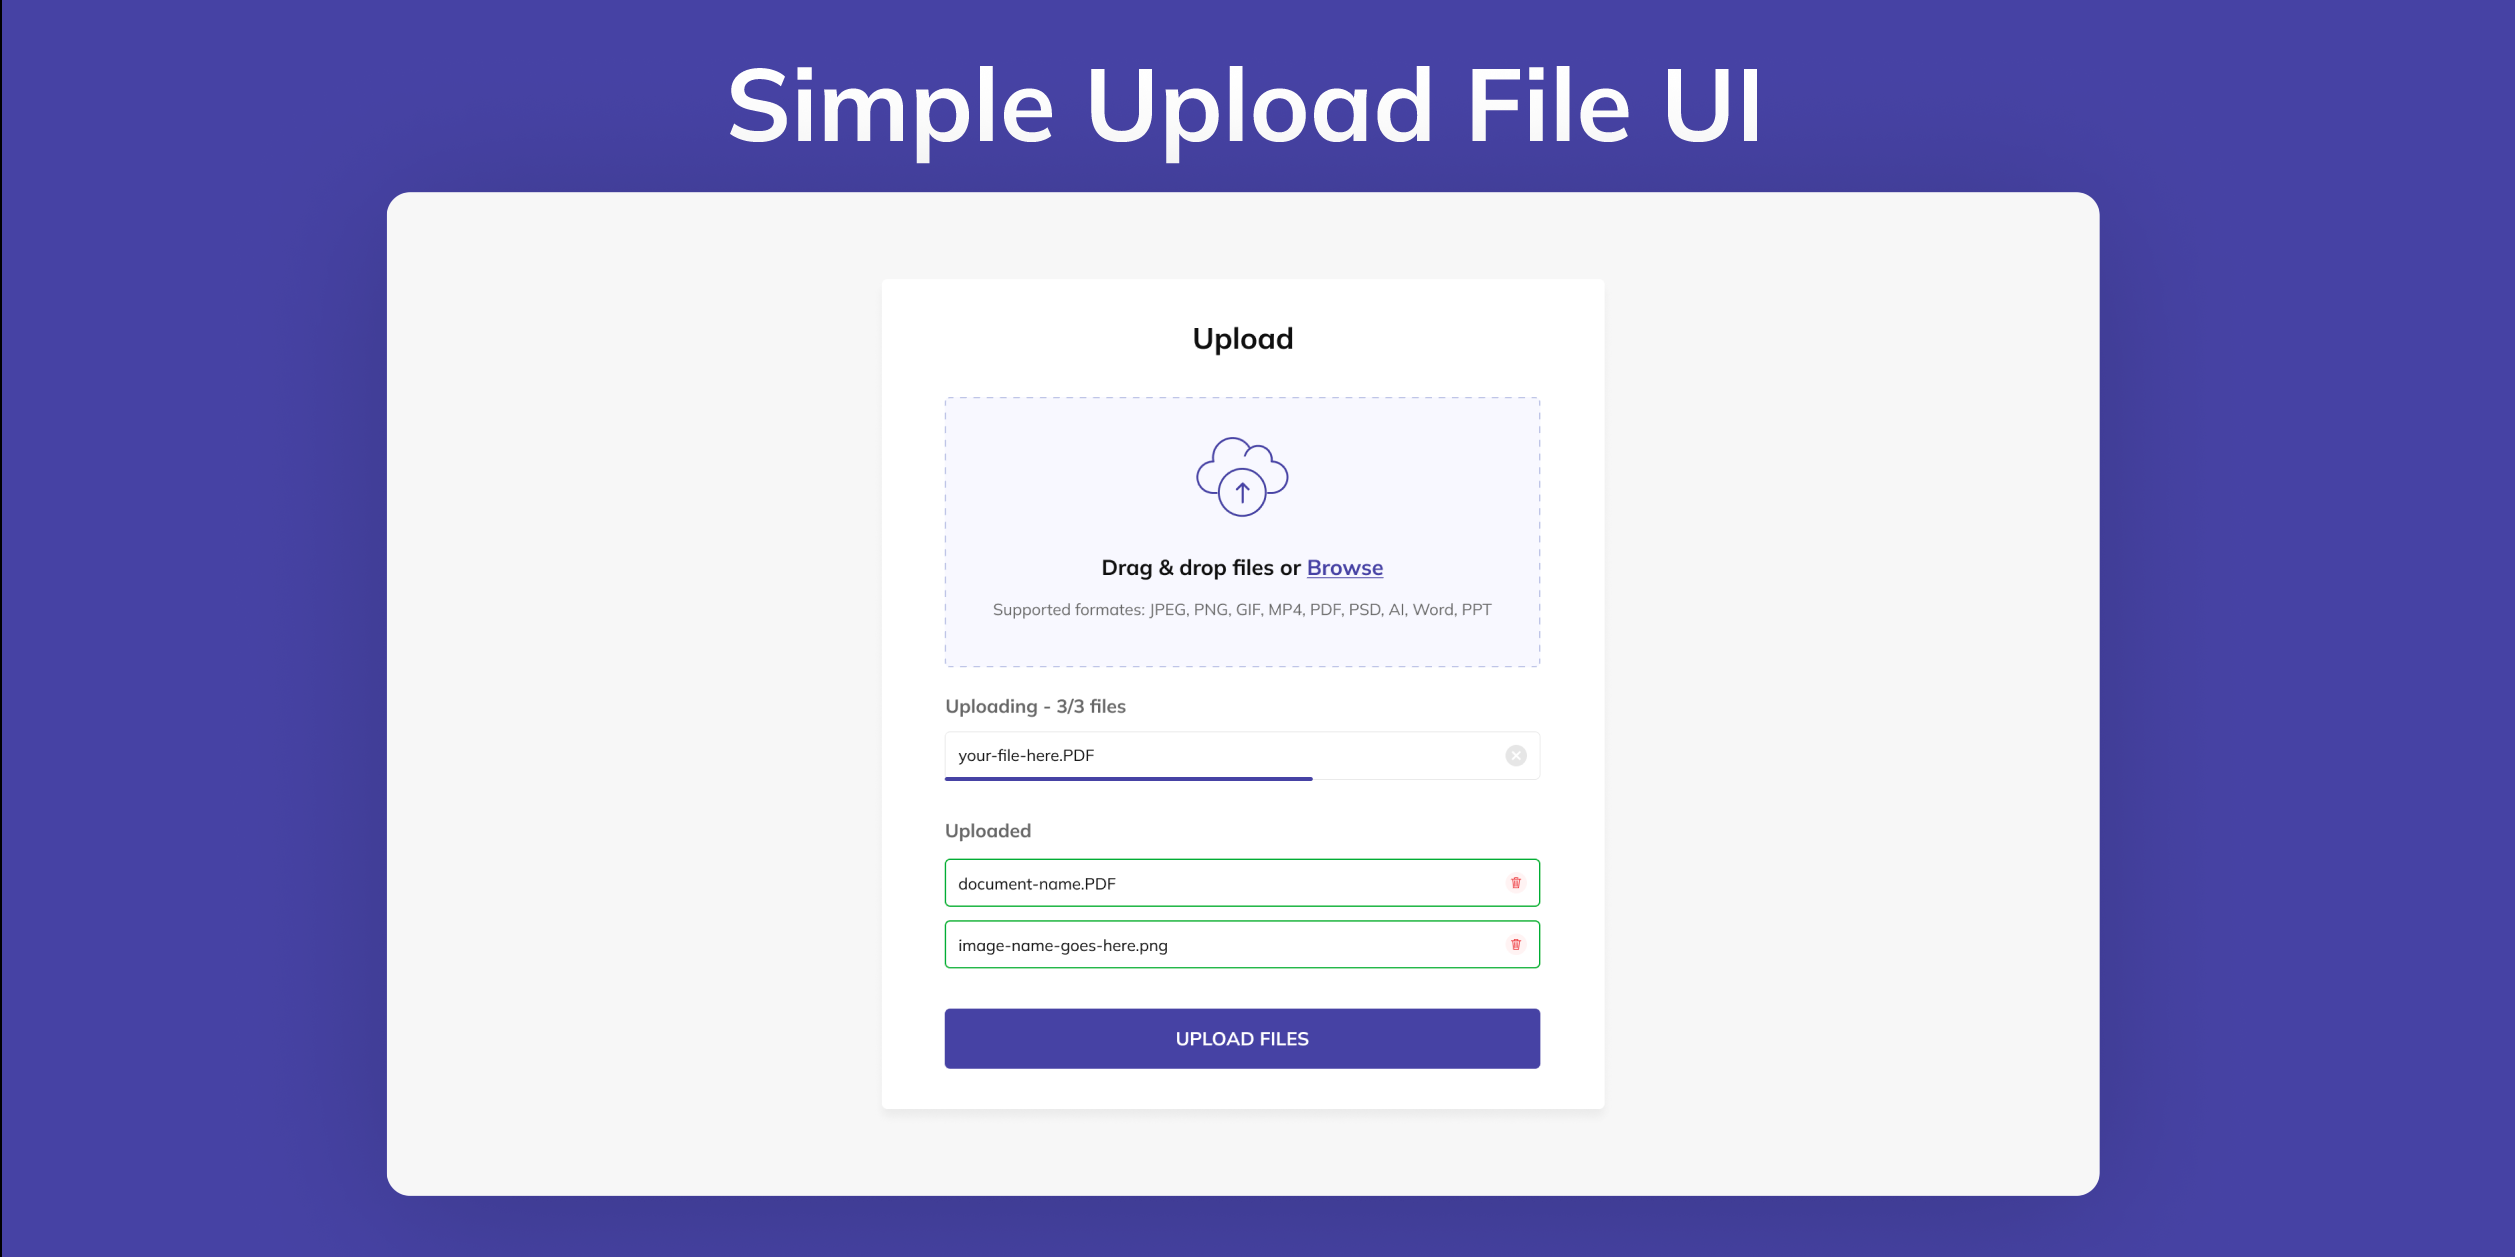 Simple Upload File UI
Upload
Drag & drop files or Browse
Supported formates: JPEG, PNG, GIF, MP4, PDF, PSD, AI, Word, PPT
Uploading - 3/3 files
your-file-here.PDF
Uploaded
document-name.PDF
image-name-goes-here.png
UPLOAD FILES